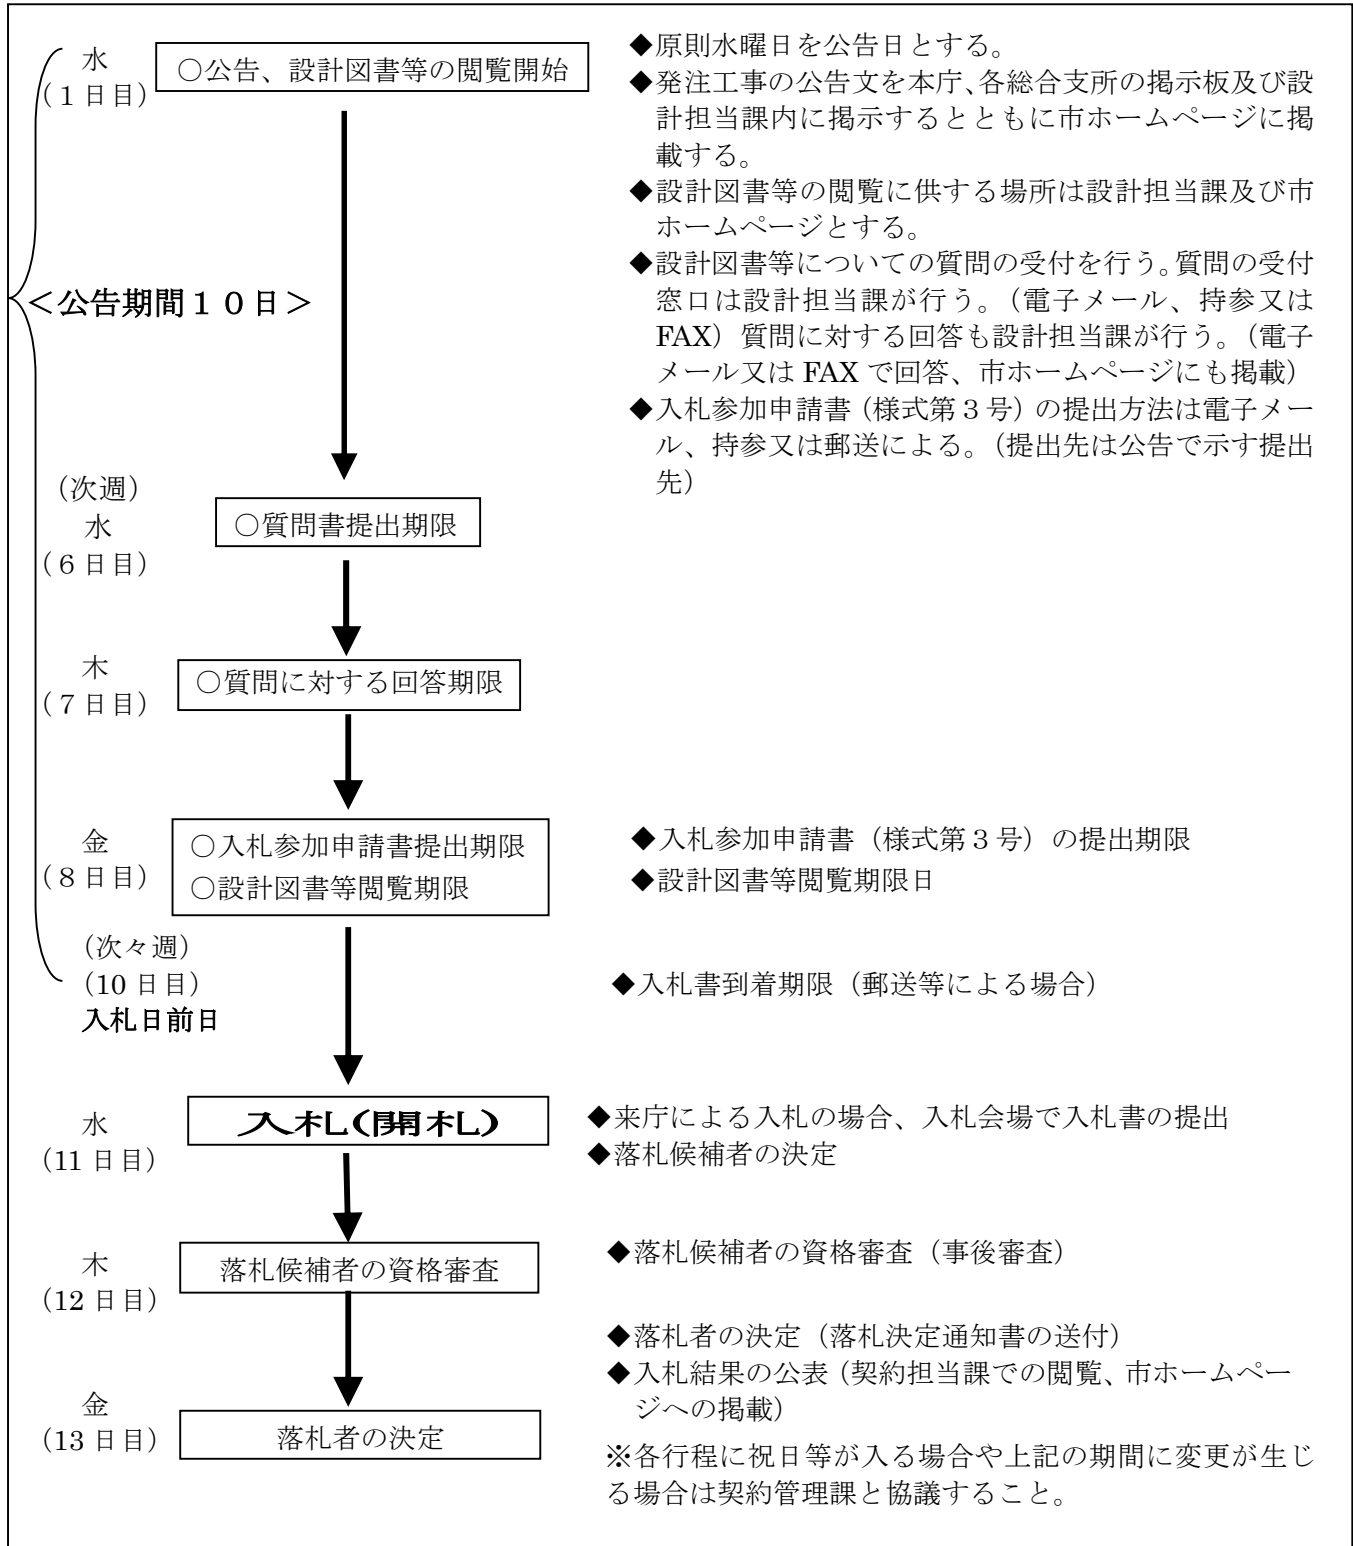 水
（１日目）
○公告、設計図書等の閲覧開始
◆原則水曜日を公告日とする。
◆発注工事の公告文を本庁、各総合支所の掲示板及び設
計担当課内に掲示するとともに市ホームページに掲
載する。
◆設計図書等の閲覧に供する場所は設計担当課及び市
ホームページとする。
◆設計図書等についての質問の受付を行う。質問の受付
窓口は設計担当課が行う。（電子メール、持参又は
FAX）質問に対する回答も設計担当課が行う。（電子
メール又は FAX で回答、市ホームページにも掲載）
◆入札参加申請書（様式第３号）の提出方法は電子メー
ル、持参又は郵送による。（提出先は公告で示す提出
先）
＜公告期間１０日＞
（次週）
水
（６日目）
○質問書提出期限
木
（７日目）
○質問に対する回答期限
金
（８日目）
○入札参加申請書提出期限
○設計図書等閲覧期限
◆入札参加申請書（様式第３号）の提出期限
◆設計図書等閲覧期限日
（次々週）
（10 日目）
入札日前日
◆入札書到着期限（郵送等による場合）
水
（11 日目）
入札（開札）
◆来庁による入札の場合、入札会場で入札書の提出
◆落札候補者の決定
木
（12 日目）
落札候補者の資格審査
◆落札候補者の資格審査（事後審査）
金
（13 日目）
落札者の決定
◆落札者の決定（落札決定通知書の送付）
◆入札結果の公表（契約担当課での閲覧、市ホームペー
ジへの掲載）
※各行程に祝日等が入る場合や上記の期間に変更が生じ
る場合は契約管理課と協議すること。